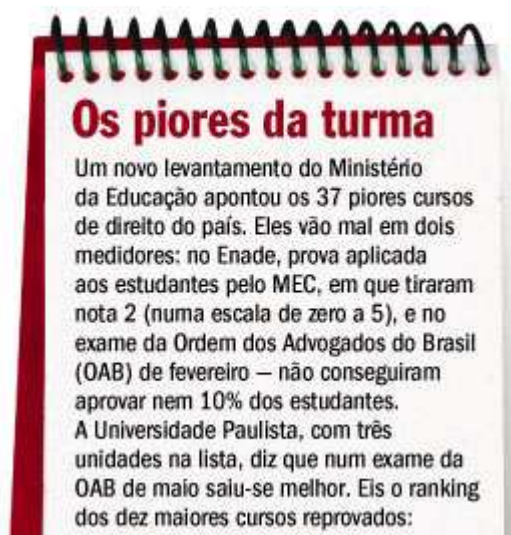 Os piores da turma
Um novo levantamento do Ministério
da Educação apontou os 37 piores cursos
de direito do país. Eles vão mal em dois
medidores: no Enade, prova aplicada
aos estudantes pelo MEC, em que tiraram
nota 2 (numa escala de zero a 5), e no
exame da Ordem dos Advogados do Brasil
(OAB) de fevereiro — não conseguiram
aprovar nem 10% dos estudantes.
A Universidade Paulista, com três
unidades na lista, diz que num exame da
OAB de maio saiu-se melhor. Eis o ranking
dos dez maiores cursos reprovados: